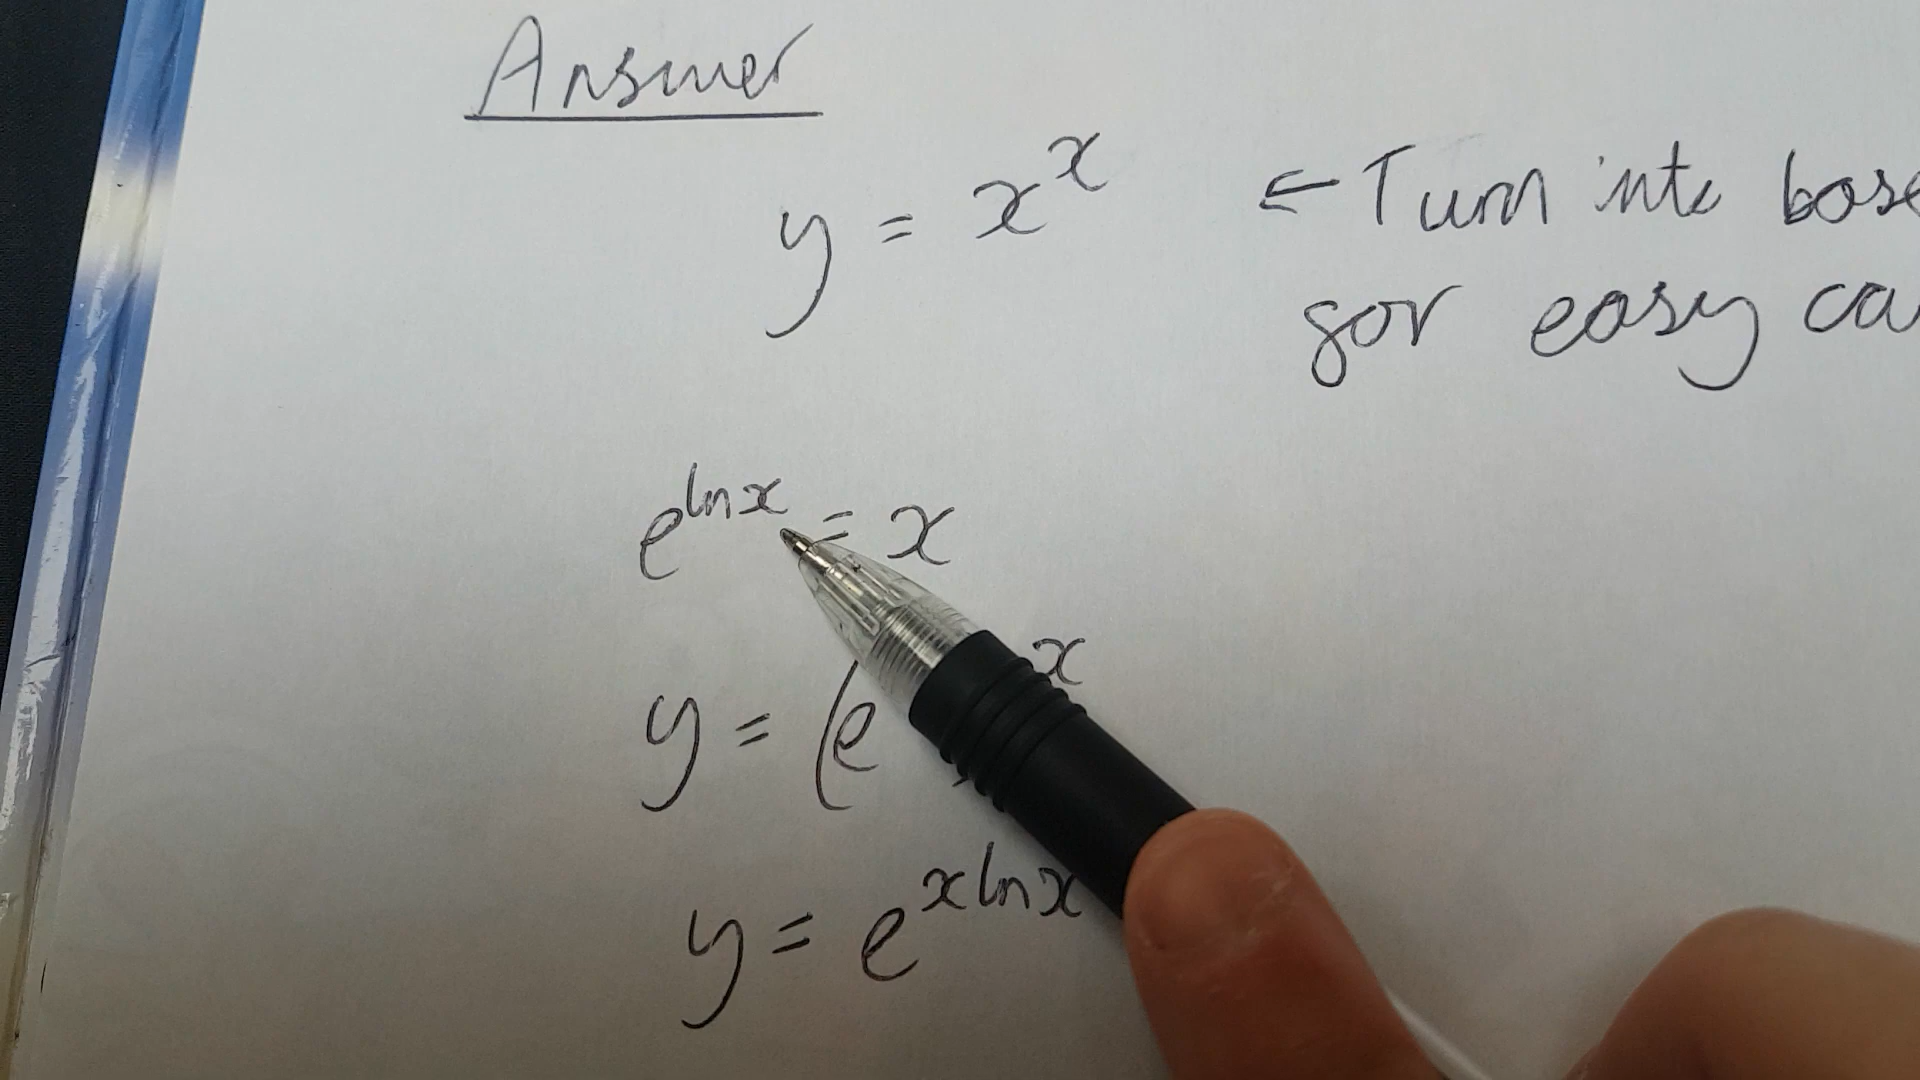 Answer
y = x^x ← Turn into base
for easy ca
e^{ln x} = x
y = (e x
y = e^{x ln x}